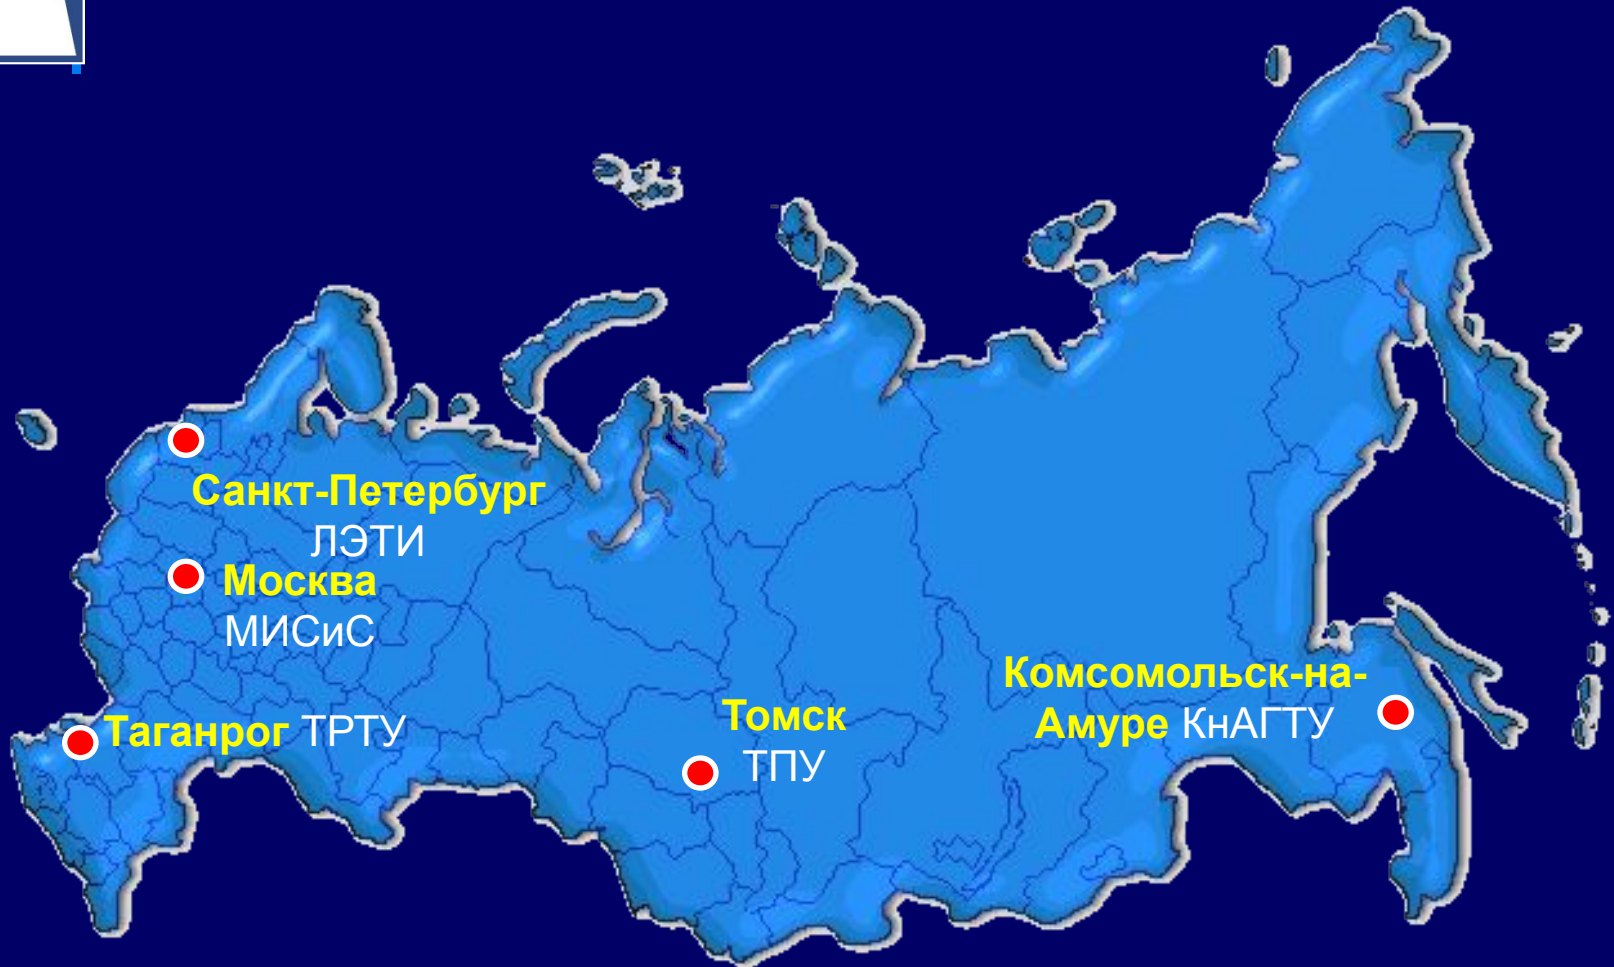 Санкт-Петербург
ЛЭТИ
Москва
МИСиС
Таганрог ТРТУ
Томск
ТПУ
Комсомольск-на-
Амуре КнАГТУ